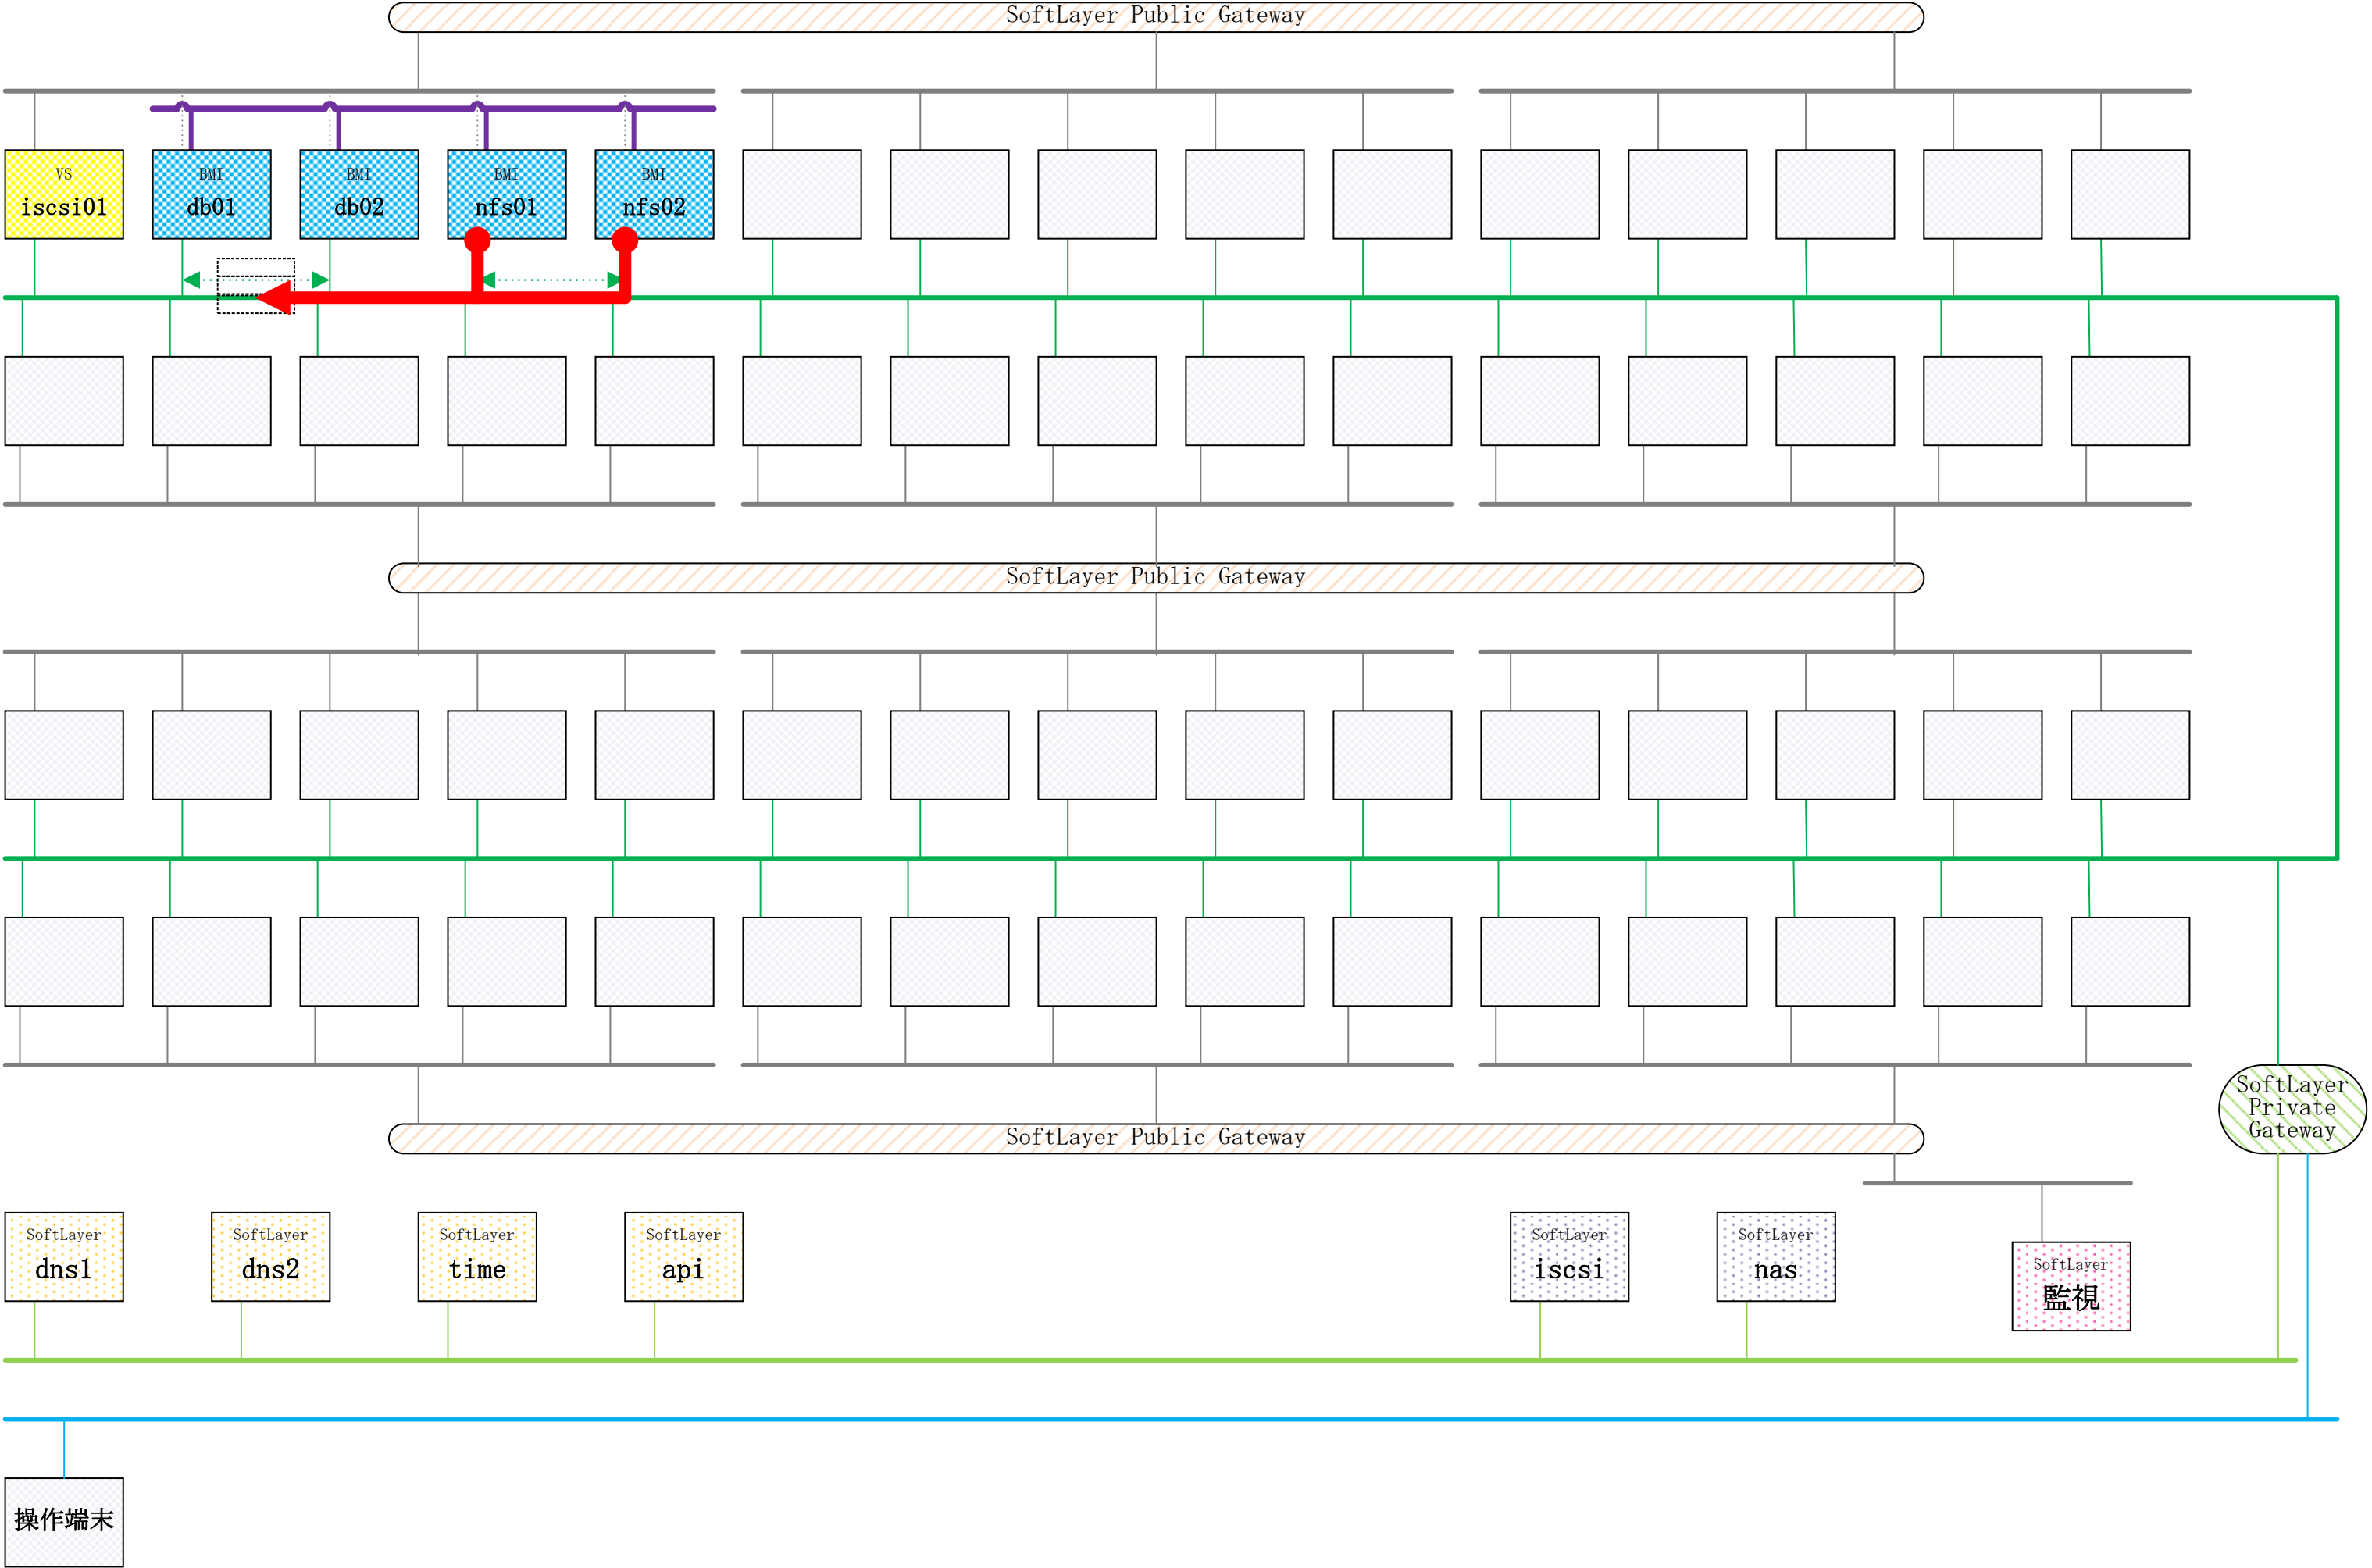 SoftLayer Public Gateway
VS
iscsi01
BMI
db01
BMI
db02
BMI
nfs01
BMI
nfs02
SoftLayer Public Gateway
SoftLayer
Private
Gateway
SoftLayer Public Gateway
SoftLayer
dns1
SoftLayer
dns2
SoftLayer
time
SoftLayer
api
SoftLayer
iscsi
SoftLayer
nas
SoftLayer
監視
操作端末